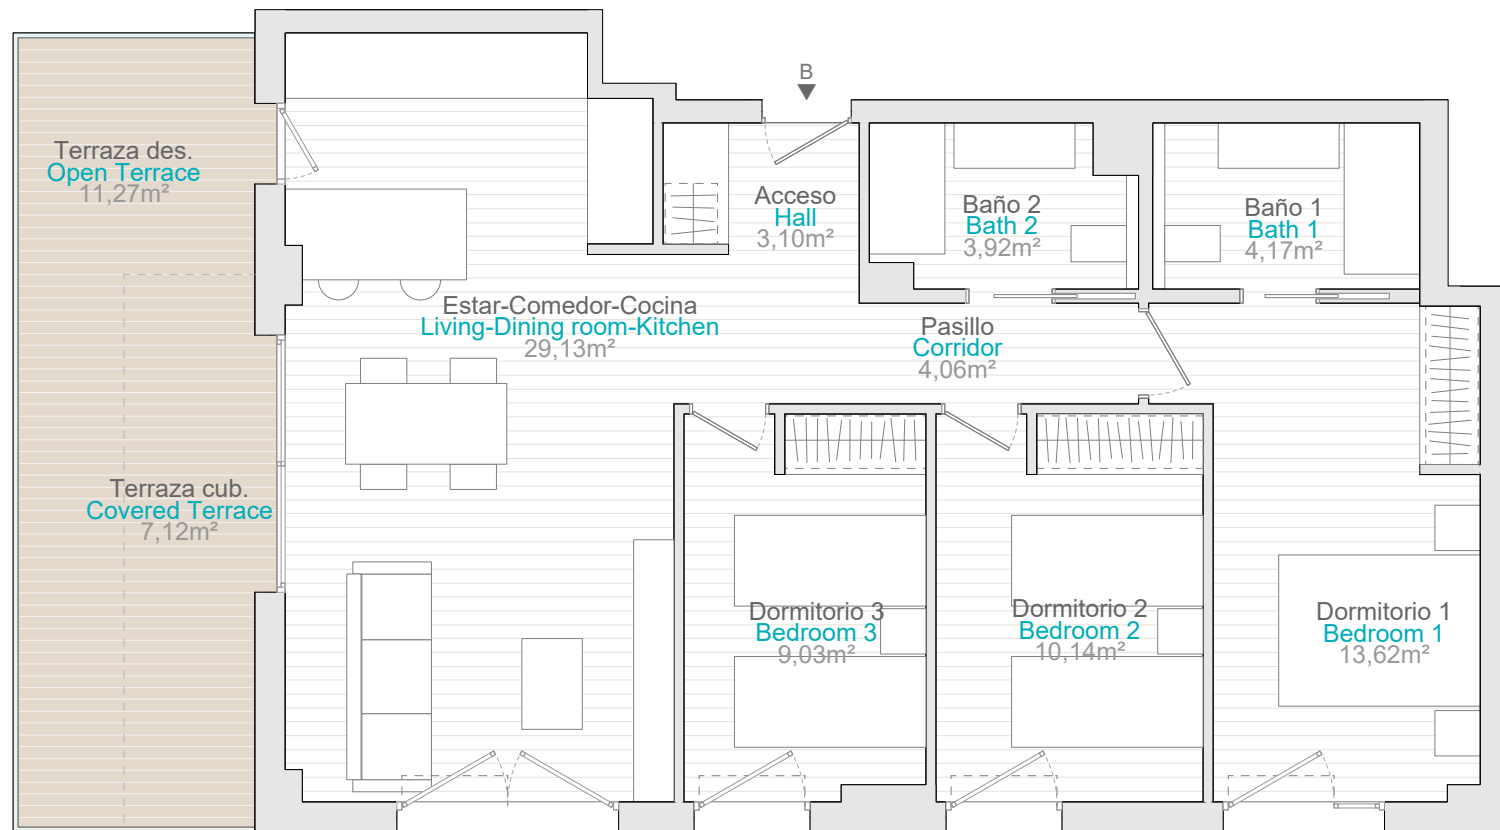 B
Terraza des.
Open Terrace
11,27m²
Acceso
Hall
3,10m²
Baño 2
Bath 2
3,92m²
Baño 1
Bath 1
4,17m²
Estar-Comedor-Cocina
Living-Dining room-Kitchen
29,13m²
Pasillo
Corridor
4,06m²
Terraza cub.
Covered Terrace
7,12m²
Dormitorio 3
Bedroom 3
9,03m²
Dormitorio 2
Bedroom 2
10,14m²
Dormitorio 1
Bedroom 1
13,62m²